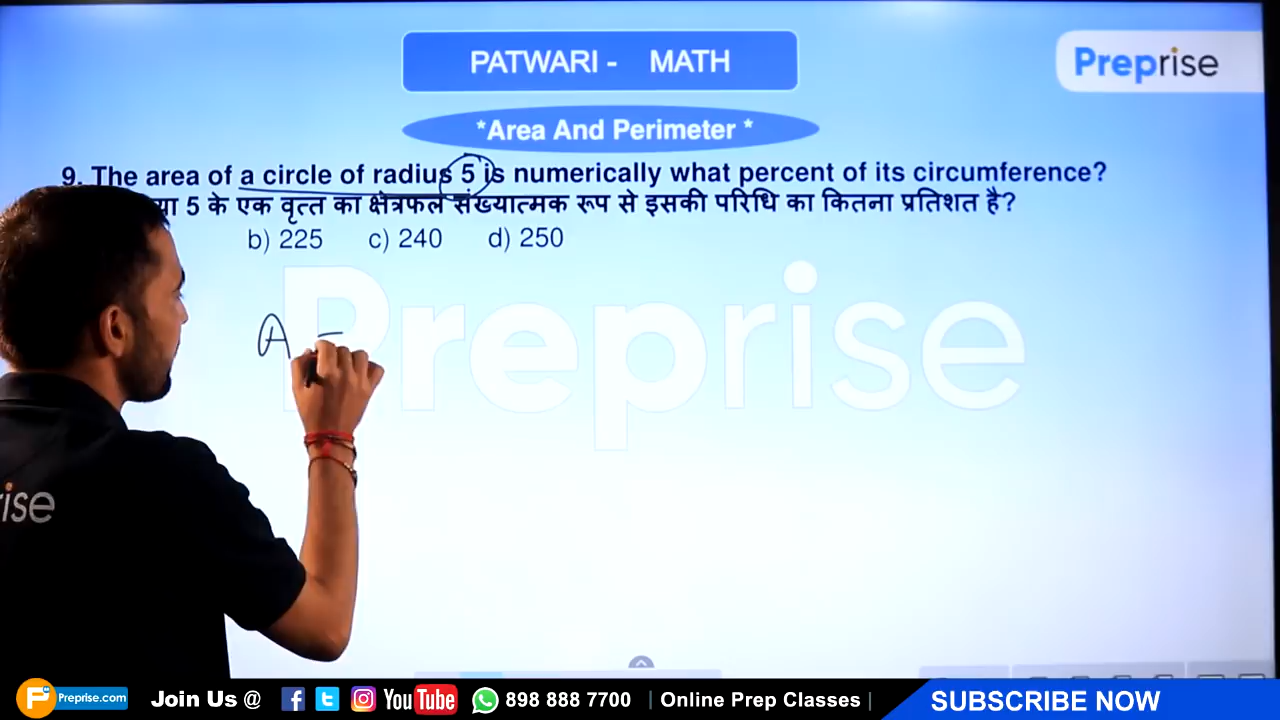 PATWARI - MATH
Preprise
*Area And Perimeter *
9. The area of a circle of radius 5 is numerically what percent of its circumference?
5 के एक वृत्त का क्षेत्रफल संख्यात्मक रूप से इसकी परिधि का कितना प्रतिशत है?
b) 225 c) 240 d) 250
Preprise
A =
rise
Preprise.com Join Us @ YouTube 898 888 7700 | Online Prep Classes | SUBSCRIBE NOW